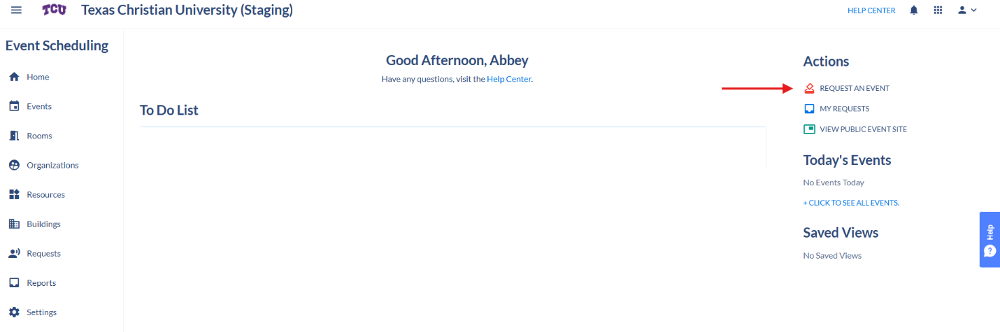 TCU
Texas Christian University (Staging)
HELP CENTER
Event Scheduling
Home
Events
Rooms
Organizations
Resources
Buildings
Requests
Reports
Settings
Good Afternoon, Abbey
Have any questions, visit the Help Center.
To Do List
Actions
REQUEST AN EVENT
MY REQUESTS
VIEW PUBLIC EVENT SITE
Today's Events
No Events Today
+ CLICK TO SEE ALL EVENTS.
Saved Views
No Saved Views
Help